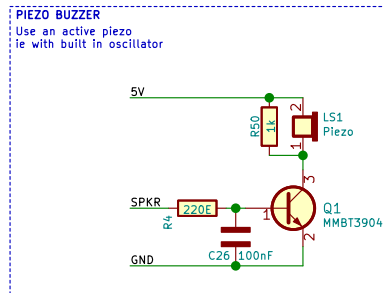 PIEZO BUZZER
Use an active piezo
ie with built in oscillator
5V
R50
1k
2
LS1
Piezo
1
3
SPKR
220E
R4
1
Q1
MMBT3904
2
C26 100nF
GND